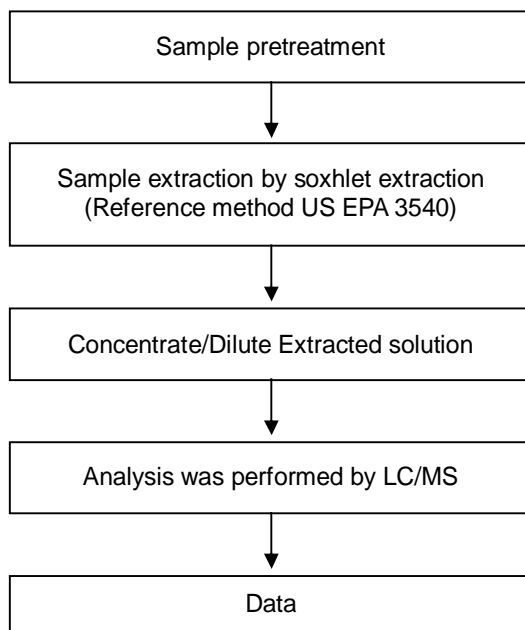 Sample pretreatment
Sample extraction by soxhlet extraction
(Reference method US EPA 3540)
Concentrate/Dilute Extracted solution
Analysis was performed by LC/MS
Data